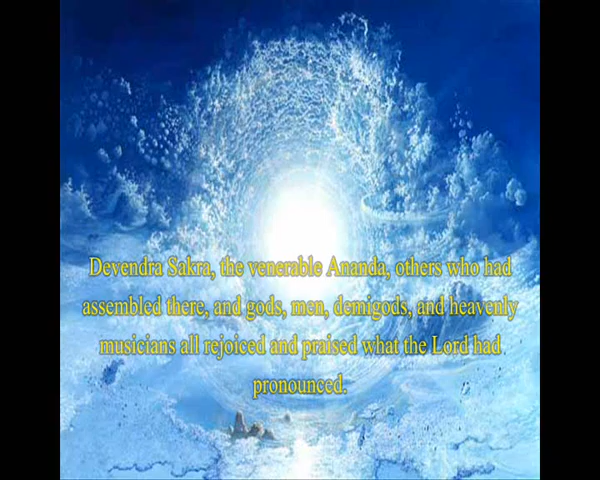 Devendra Sakra, the venerable Ananda, others who had
assembled there, and gods, men, demigods, and heavenly
musicians all rejoiced and praised what the Lord had
pronounced.